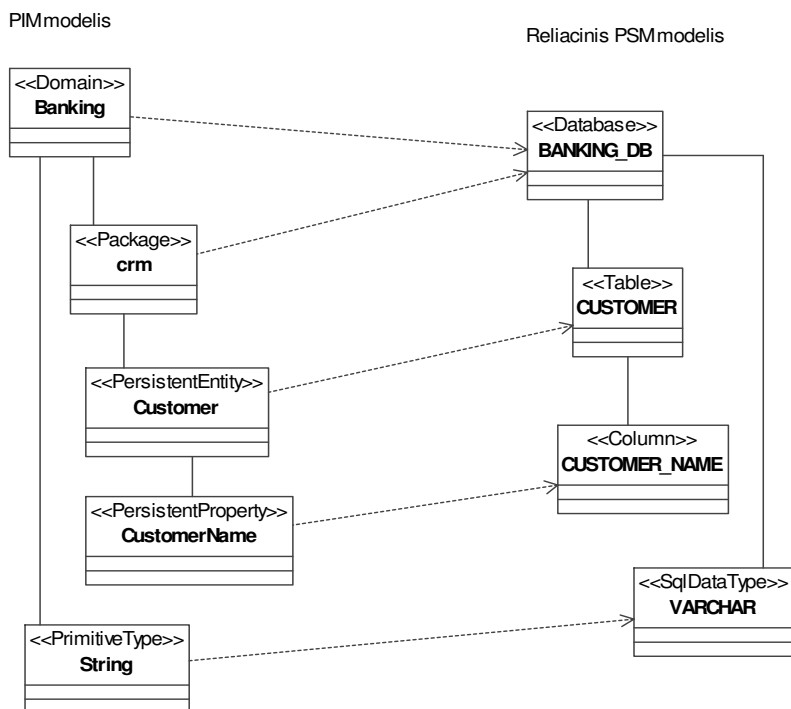 PIM modelis
Reliacinis PSM modelis
<<Domain>>
Banking
<<Database>>
BANKING_DB
<<Package>>
crm
<<Table>>
CUSTOMER
<<PersistentEntity>>
Customer
<<Column>>
CUSTOMER_NAME
<<PersistentProperty>>
CustomerName
<<SqlDataType>>
VARCHAR
<<PrimitiveType>>
String